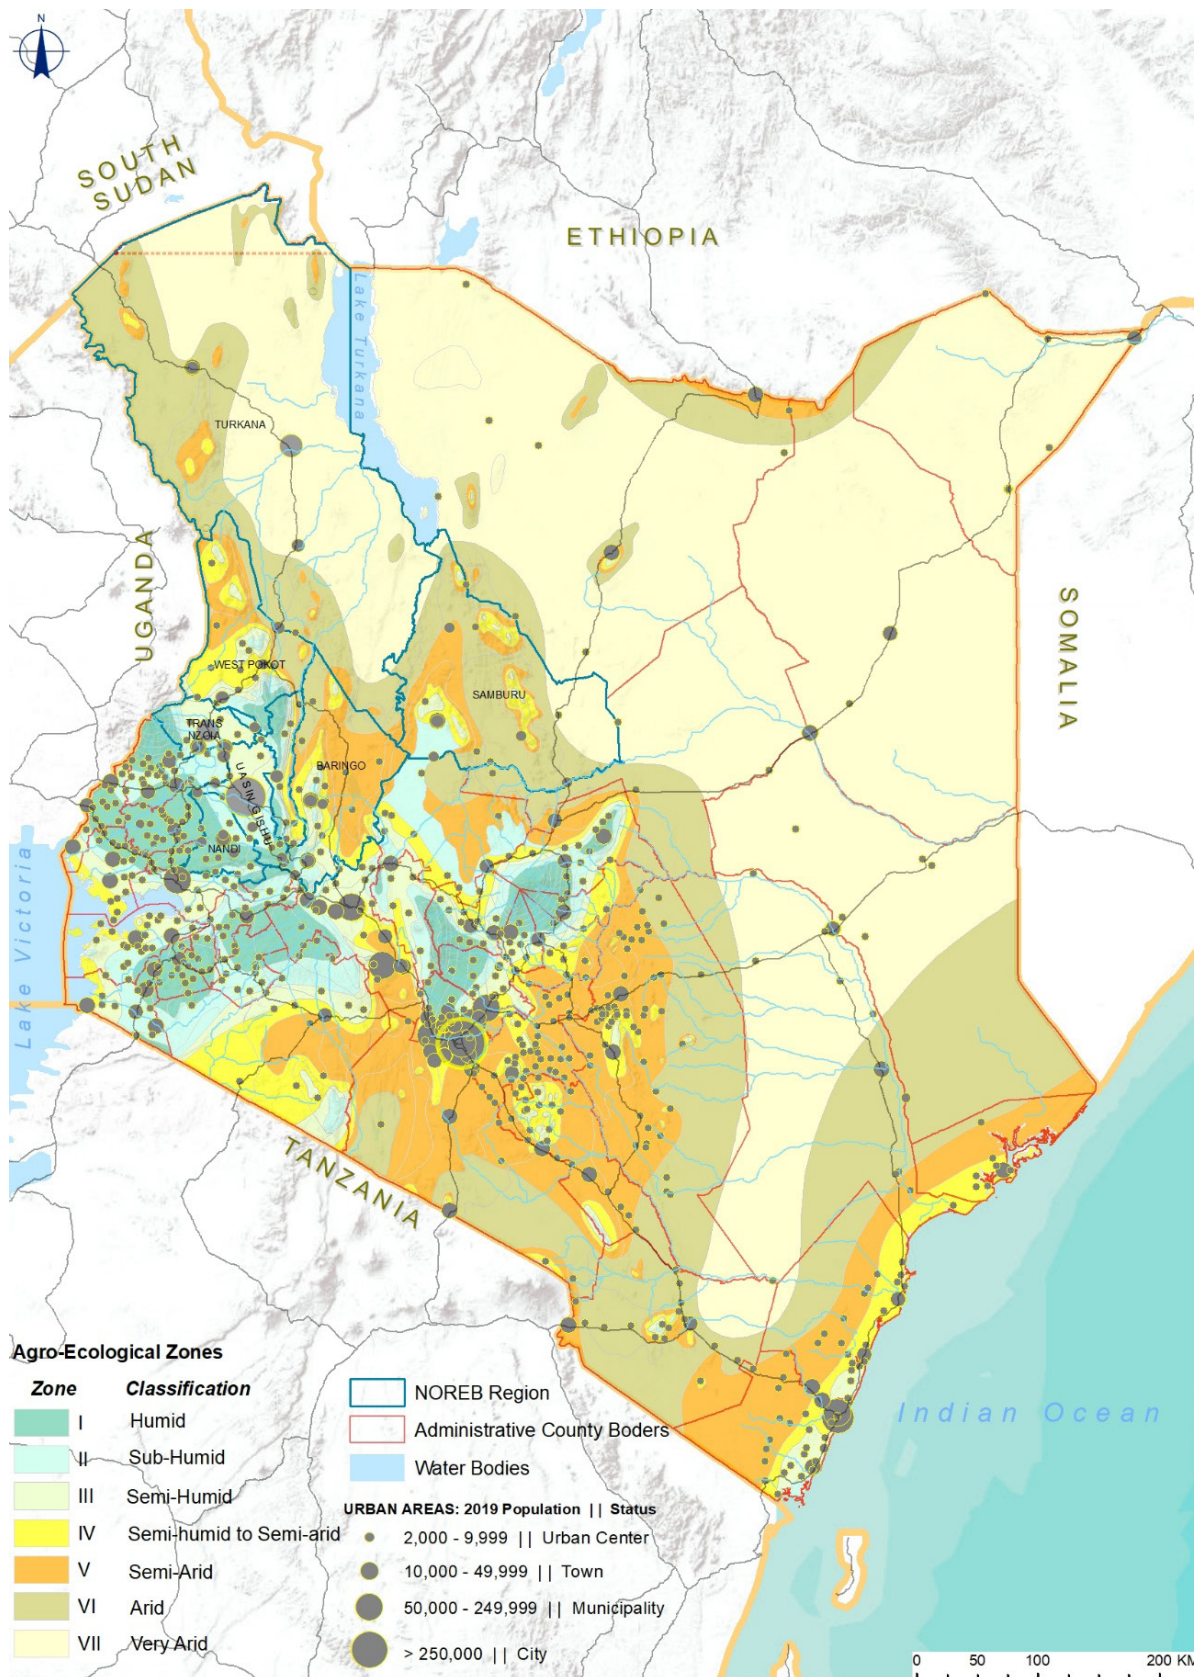 N
SOUTH
SUDAN
ETHIOPIA
Lake Turkana
TURKANA
UGANDA
SOMALIA
WEST POKOT
SAMBURU
TRANS
NZOIA
BARINGO
UASIN GISHU
NANDI
Lake Victoria
TANZANIA
Indian Ocean
Agro-Ecological Zones
Zone Classification
I Humid
II Sub-Humid
III Semi-Humid
IV Semi-humid to Semi-arid
V Semi-Arid
VI Arid
VII Very Arid
NOREB Region
Administrative County Boders
Water Bodies
URBAN AREAS: 2019 Population || Status
2,000 - 9,999 || Urban Center
10,000 - 49,999 || Town
50,000 - 249,999 || Municipality
> 250,000 || City
0 50 100 200 KM